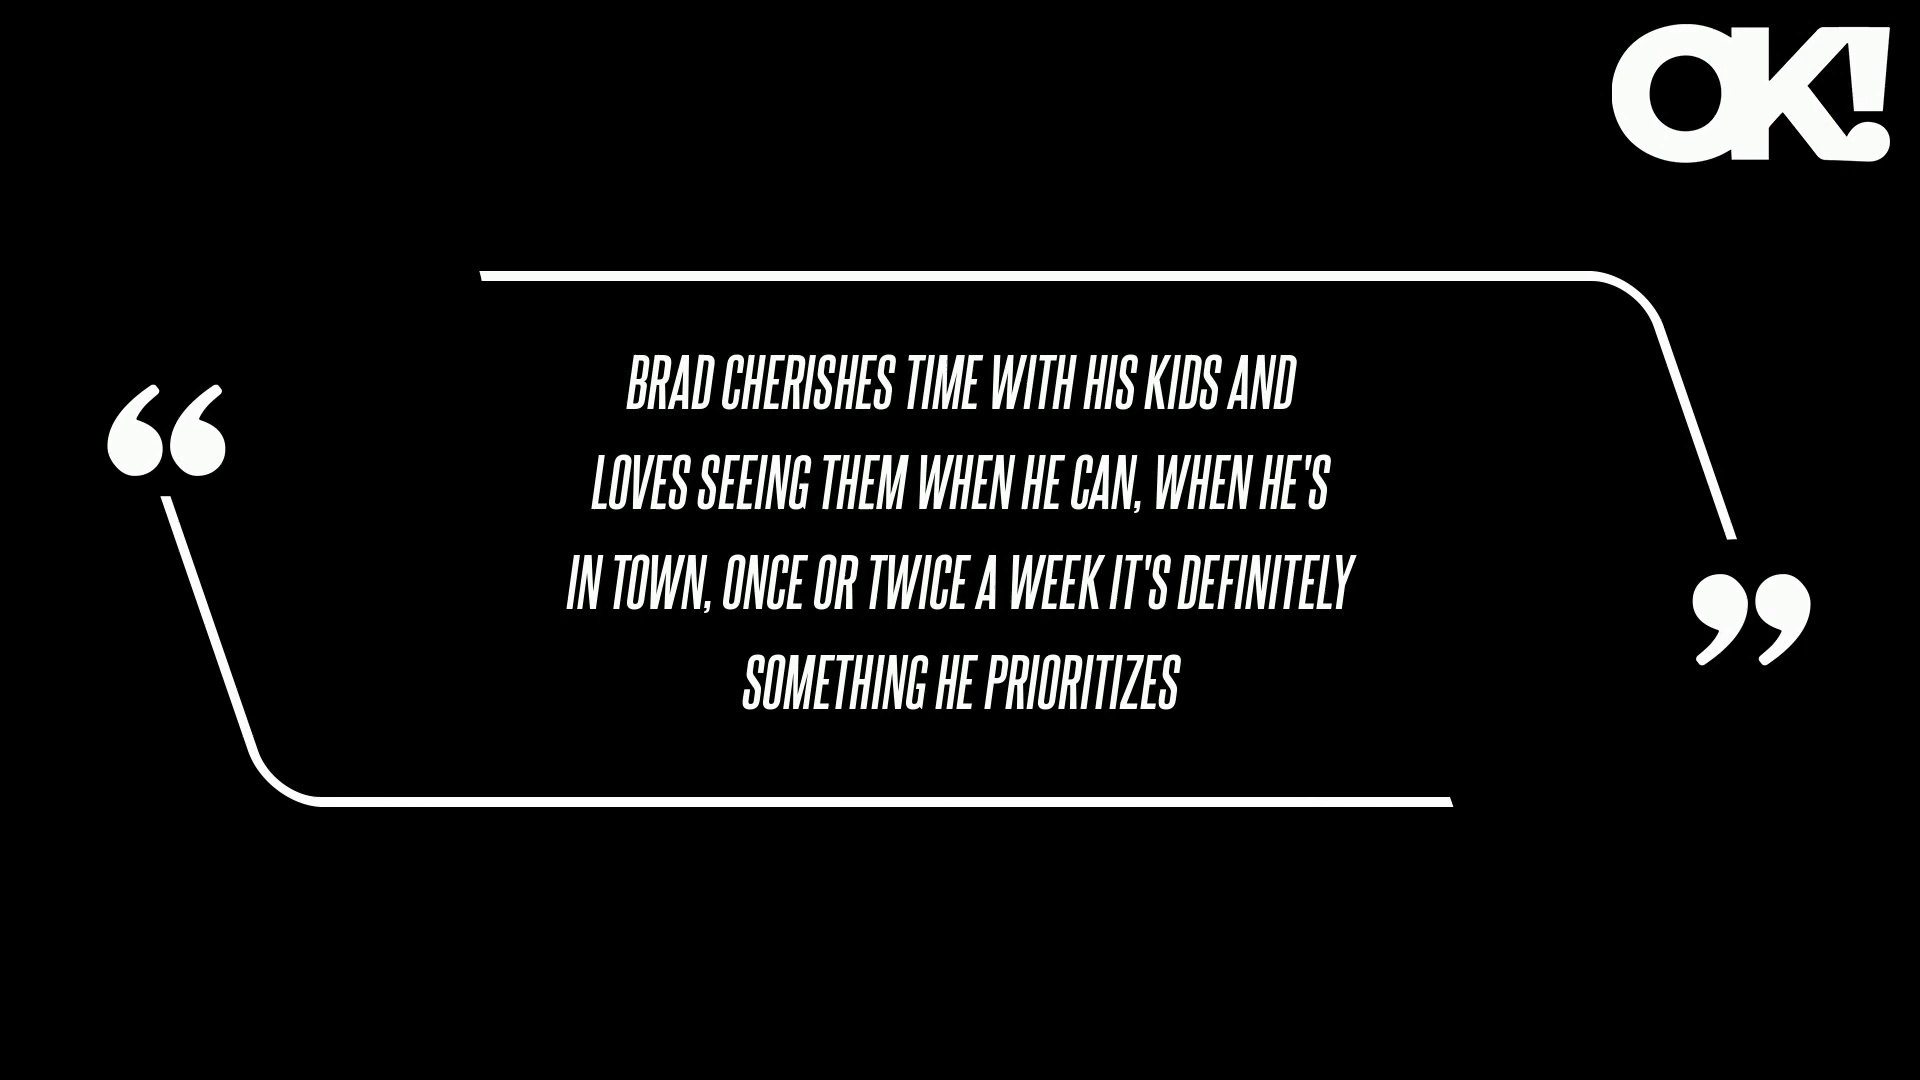 OK!
“
BRAD CHERISHES TIME WITH HIS KIDS AND
LOVES SEEING THEM WHEN HE CAN, WHEN HE'S
IN TOWN, ONCE OR TWICE A WEEK IT'S DEFINITELY
SOMETHING HE PRIORITIZES
”